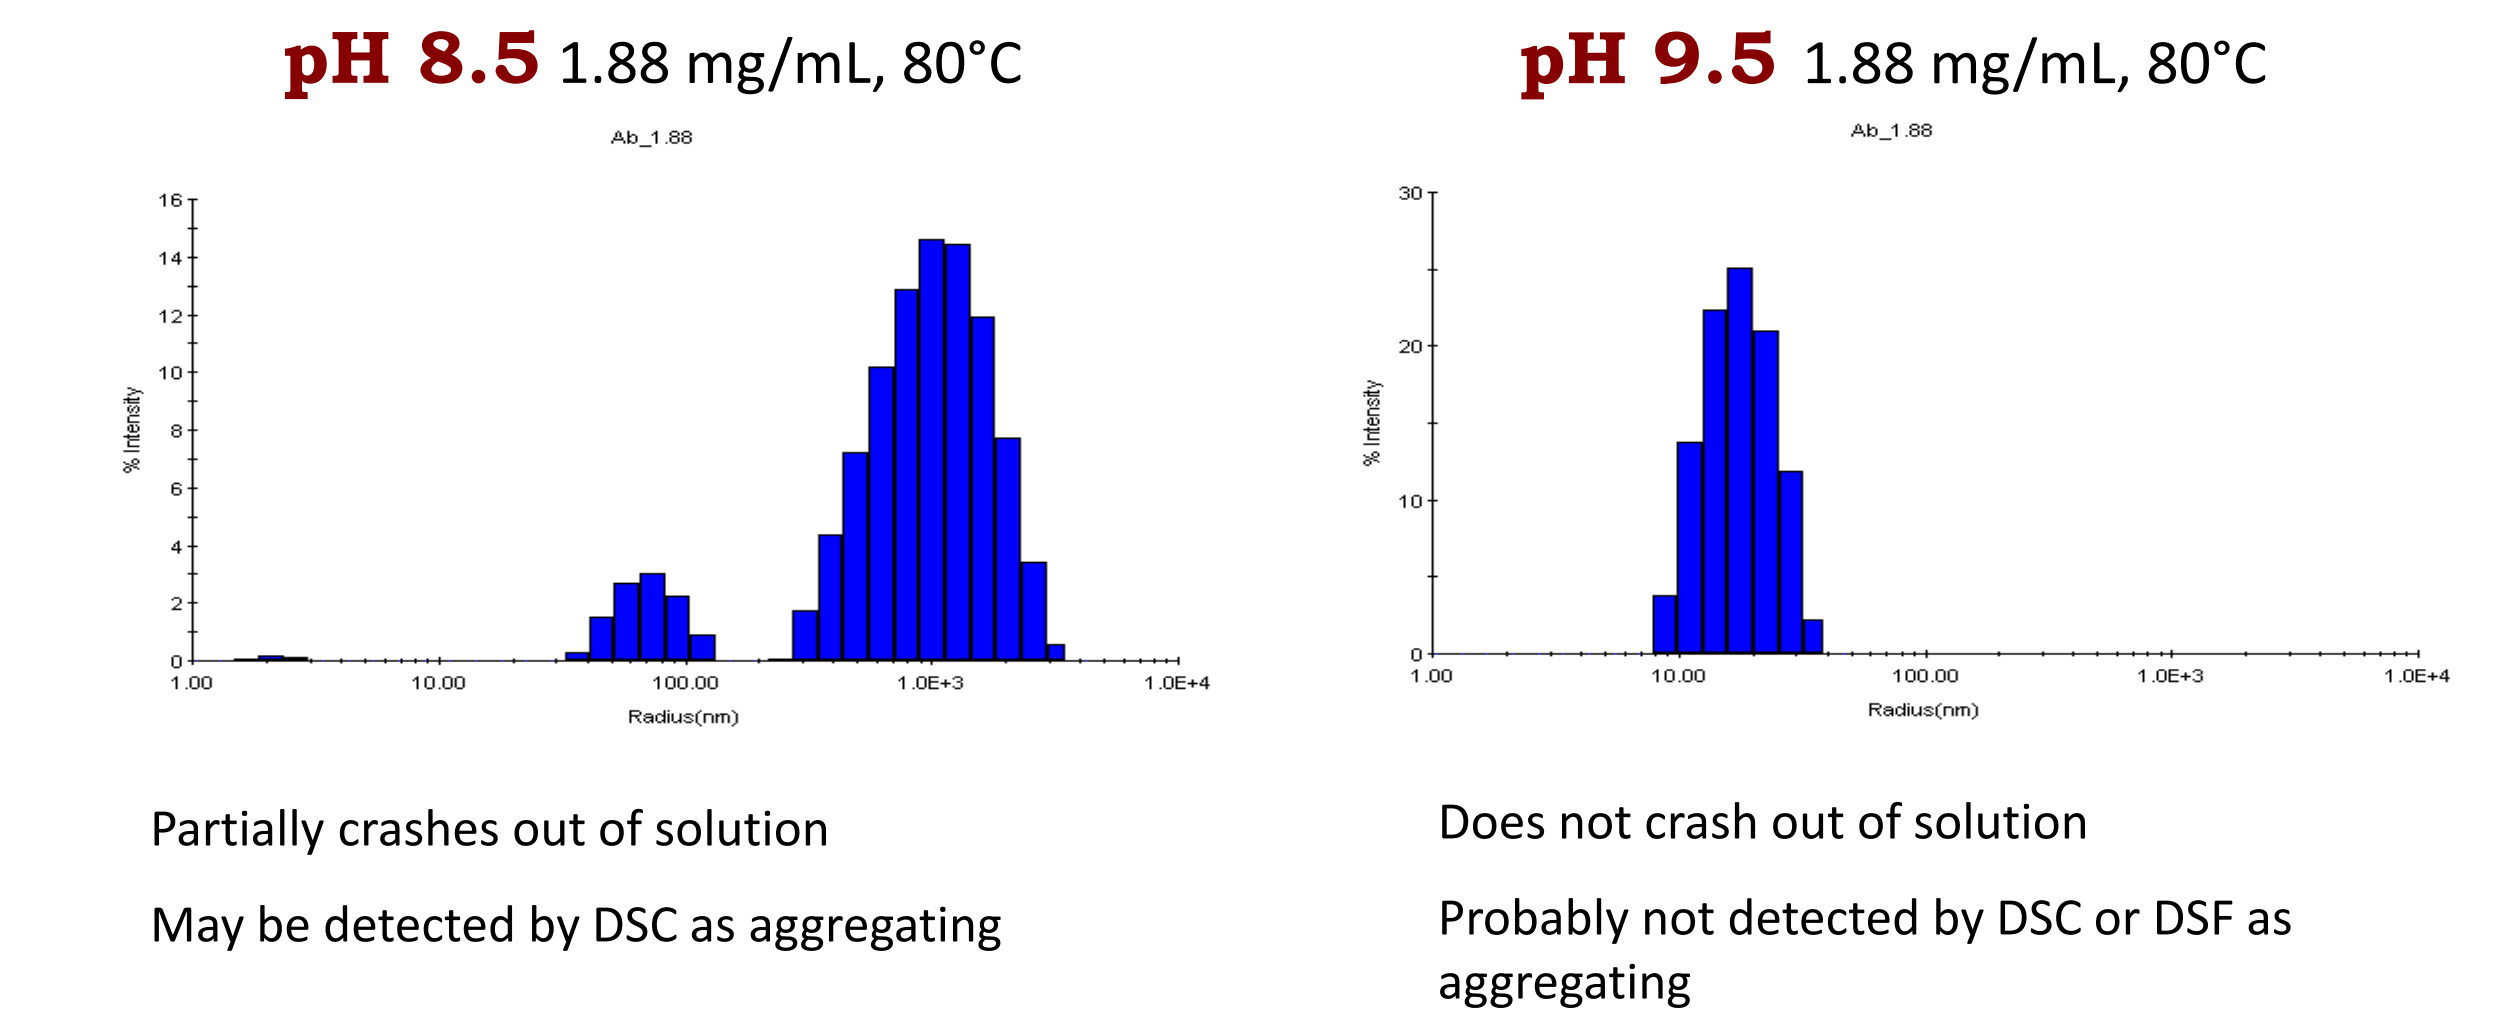 pH 8.5 1.88 mg/mL, 80°C
Ab_1.88
16
14
12
10
8
6
4
2
0
% Intensity
1.00 10.00 100.00 1.0E+3 1.0E+4
Radius(nm)
Partially crashes out of solution
May be detected by DSC as aggregating
pH 9.5 1.88 mg/mL, 80°C
Ab_1.88
30
20
10
0
% Intensity
1.00 10.00 100.00 1.0E+3 1.0E+4
Radius(nm)
Does not crash out of solution
Probably not detected by DSC or DSF as
aggregating